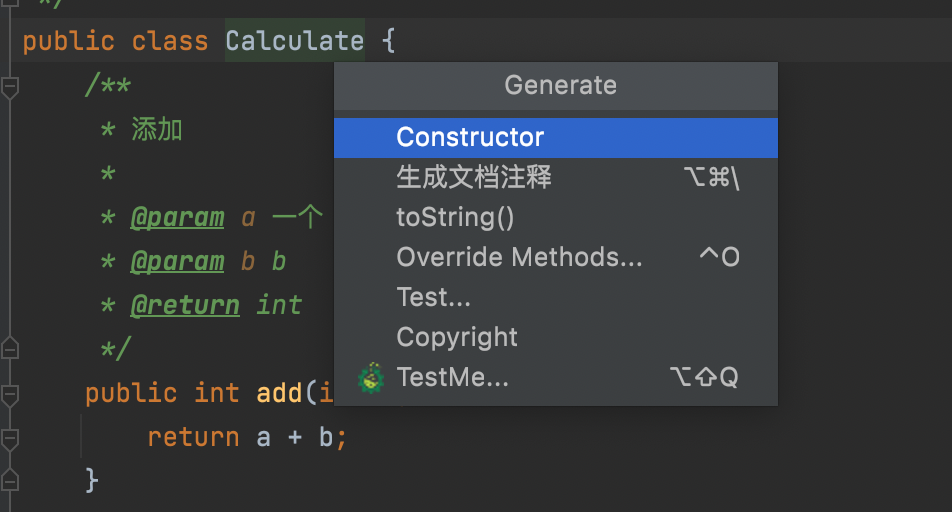 */
public class Calculate {
Generate
/**
Constructor
* 添加
生成文档注释 ⌥⌘\
*
toString()
* @param a 一个
Override Methods... ^O
* @param b b
Test...
* @return int
Copyright
*/
TestMe... ⌥⇧Q
public int add(i
return a + b;
}